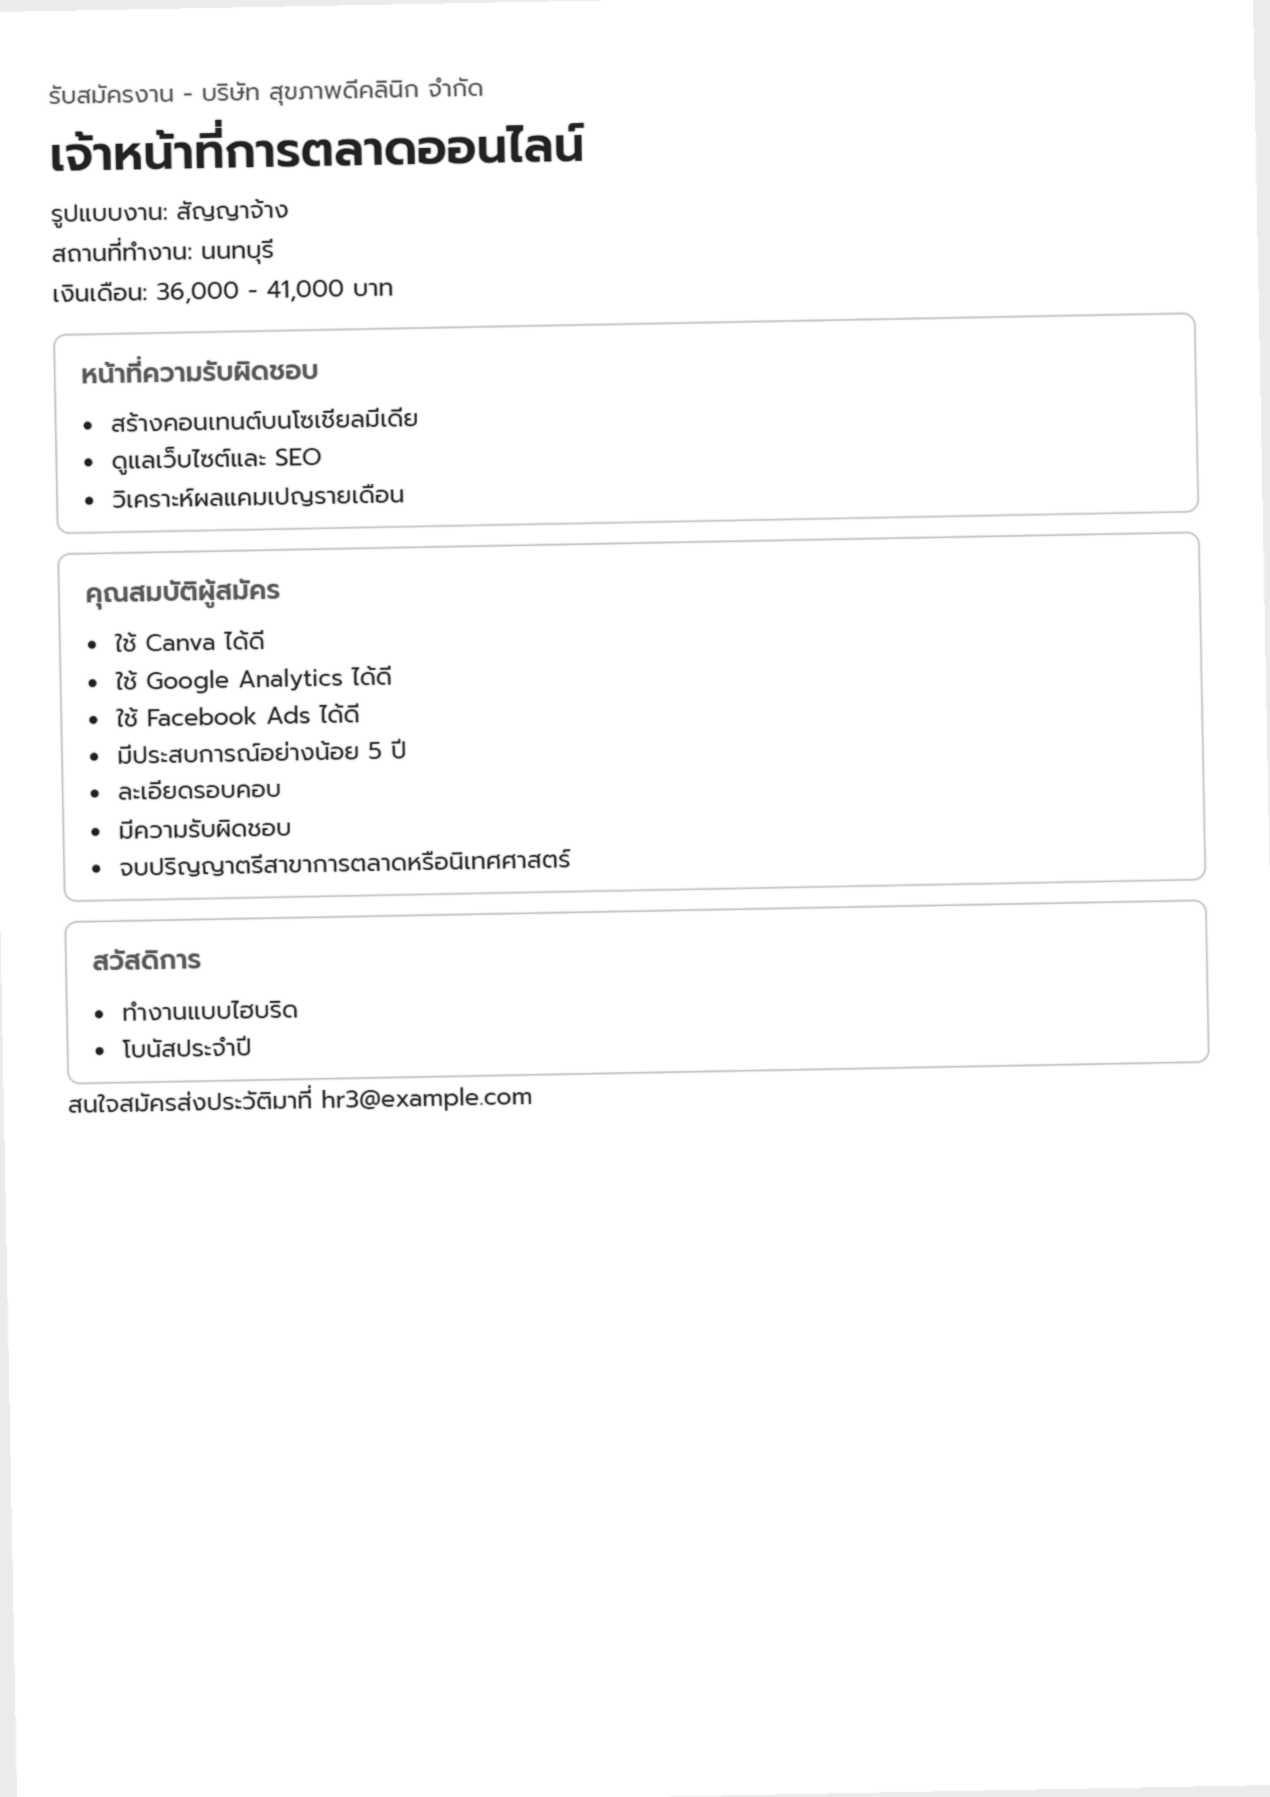 รับสมัครงาน - บริษัท สุขภาพดีคลินิก จำกัด
เจ้าหน้าที่การตลาดออนไลน์
รูปแบบงาน: สัญญาจ้าง
สถานที่ทำงาน: นนทบุรี
เงินเดือน: 36,000 - 41,000 บาท
หน้าที่ความรับผิดชอบ
• สร้างคอนเทนต์บนโซเชียลมีเดีย
• ดูแลเว็บไซต์และ SEO
• วิเคราะห์ผลแคมเปญรายเดือน
คุณสมบัติผู้สมัคร
• ใช้ Canva ได้ดี
• ใช้ Google Analytics ได้ดี
• ใช้ Facebook Ads ได้ดี
• มีประสบการณ์อย่างน้อย 5 ปี
• ละเอียดรอบคอบ
• มีความรับผิดชอบ
• จบปริญญาตรีสาขาการตลาดหรือนิเทศศาสตร์
สวัสดิการ
• ทำงานแบบไฮบริด
• โบนัสประจำปี
สนใจสมัครส่งประวัติมาที่ hr3@example.com